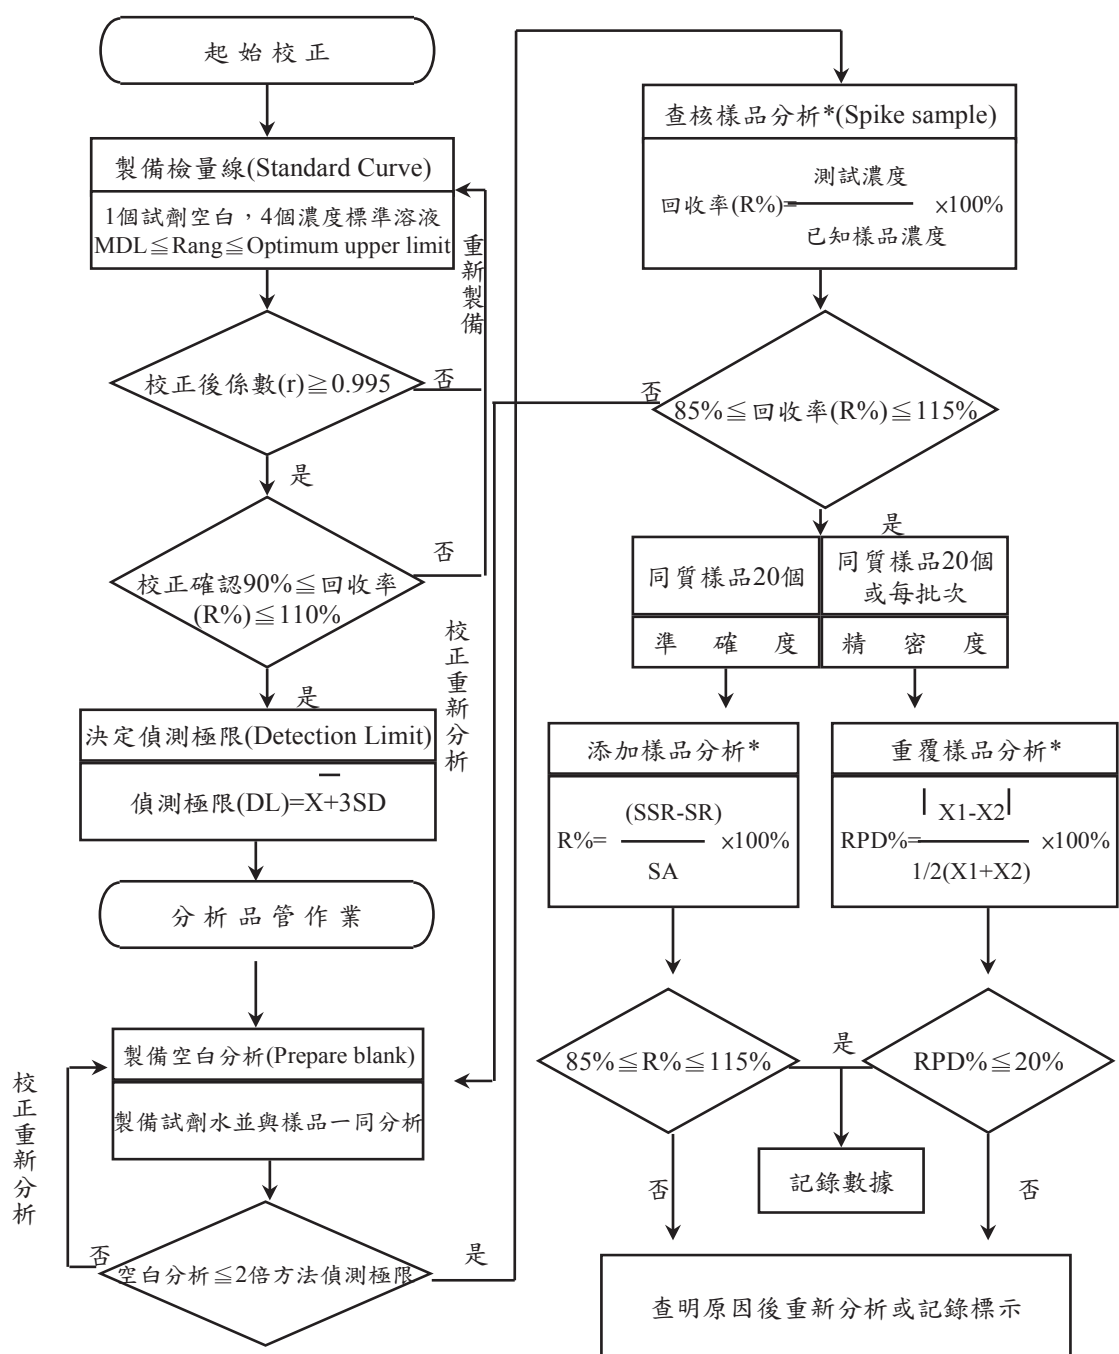 起始校正
製備檢量線(Standard Curve)
1個試劑空白，4個濃度標準溶液
MDL≦Rang≦Optimum upper limit
重新製備
校正後係數(r)≧0.995
否
是
校正確認90%≦回收率
(R%)≦110%
否
是
決定偵測極限(Detection Limit)
偵測極限(DL)=X̅+3SD
校正重新分析
分析品管作業
製備空白分析(Prepare blank)
製備試劑水並與樣品一同分析
校正重新分析
空白分析≦2倍方法偵測極限
否
是
查核樣品分析*(Spike sample)
測試濃度
回收率(R%)= ×100%
已知樣品濃度
85%≦回收率(R%)≦115%
否
是
同質樣品20個
準確度
同質樣品20個
或每批次
精密度
添加樣品分析*
(SSR-SR)
R%= ×100%
SA
重覆樣品分析*
| X1-X2|
RPD%= ×100%
1/2(X1+X2)
85%≦R%≦115%
是
RPD%≦20%
記錄數據
否
否
查明原因後重新分析或記錄標示